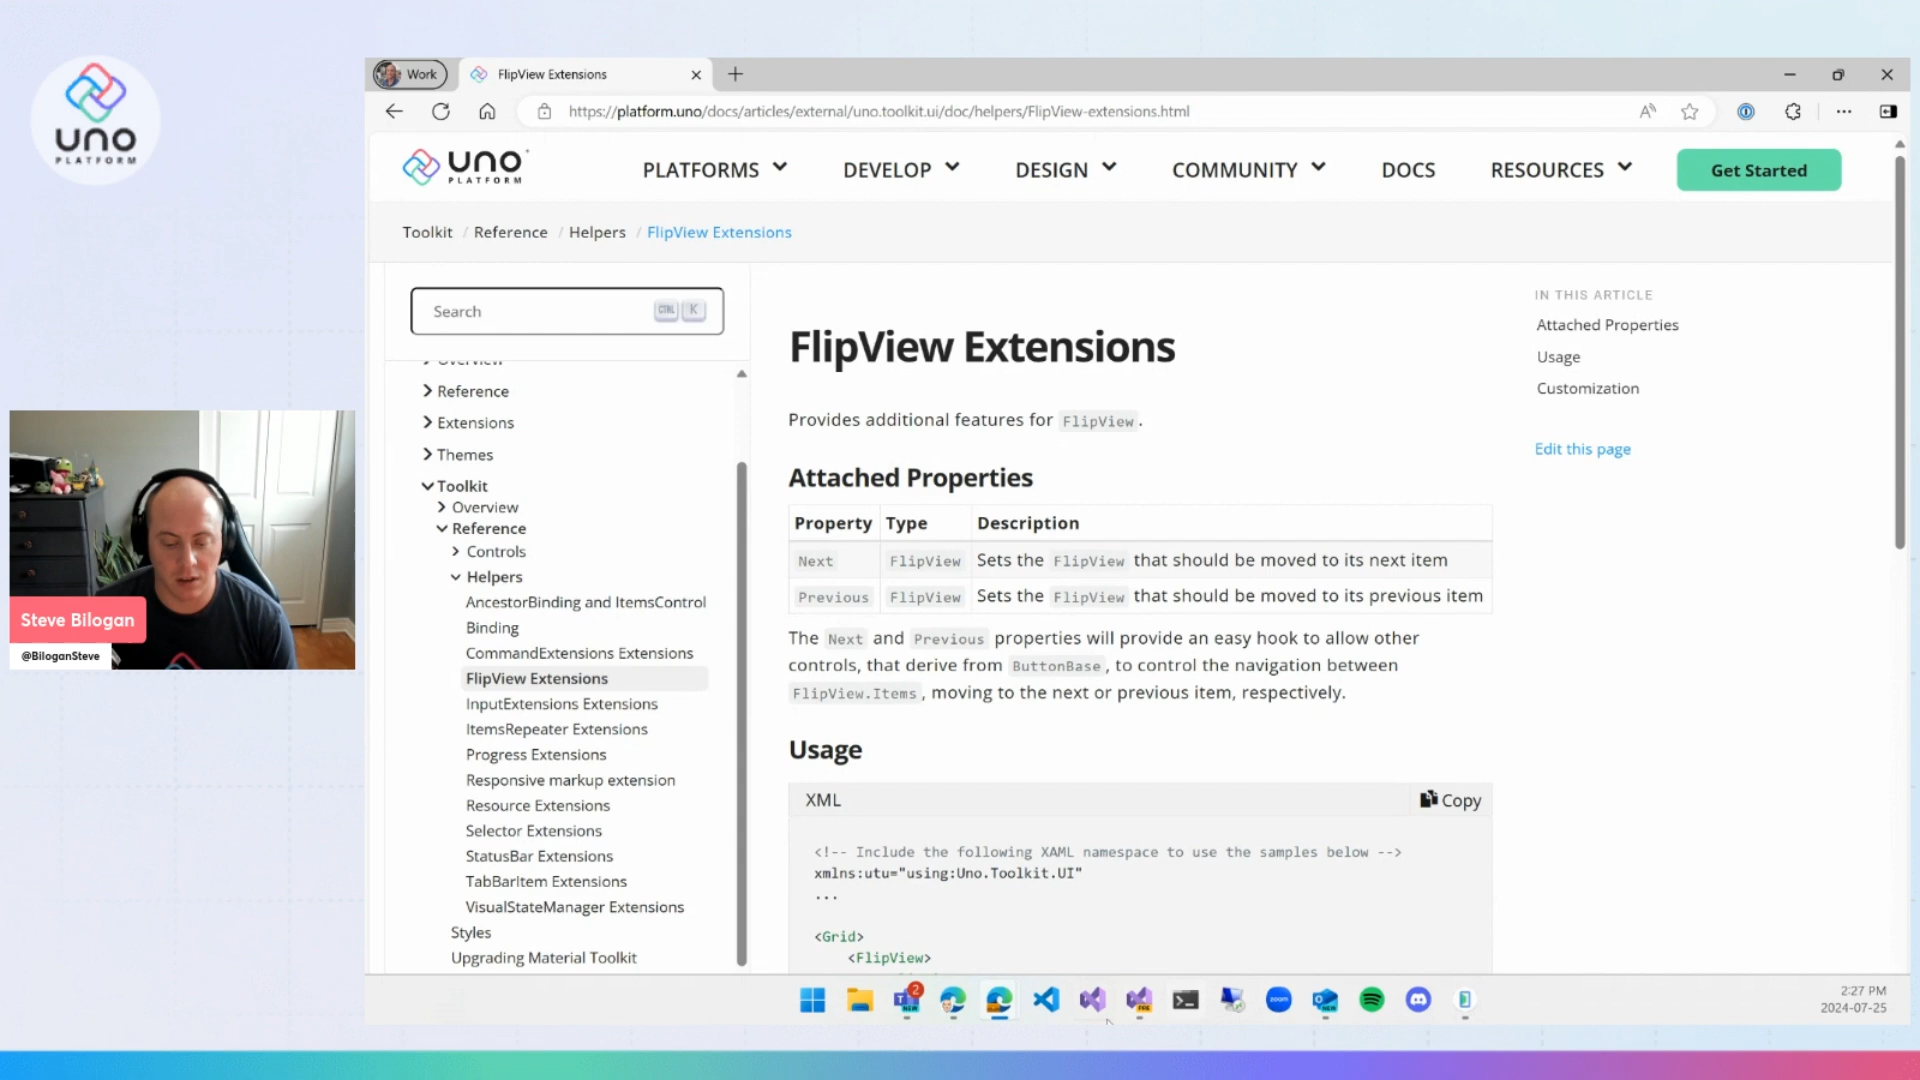 uno
PLATFORM
Steve Bilogan
@BiloganSteve
Work
FlipView Extensions
https://platform.uno/docs/articles/external/uno.toolkit.ui/doc/helpers/FlipView-extensions.html
uno
PLATFORM
PLATFORMS
DEVELOP
DESIGN
COMMUNITY
DOCS
RESOURCES
Get Started
Toolkit / Reference / Helpers / FlipView Extensions
Search
CTRL K
Overview
Reference
Extensions
Themes
Toolkit
Overview
Reference
Controls
Helpers
AncestorBinding and ItemsControl
Binding
CommandExtensions Extensions
FlipView Extensions
InputExtensions Extensions
ItemsRepeater Extensions
Progress Extensions
Responsive markup extension
Resource Extensions
Selector Extensions
StatusBar Extensions
TabBarItem Extensions
VisualStateManager Extensions
Styles
Upgrading Material Toolkit
FlipView Extensions
Provides additional features for FlipView.
Attached Properties
Property Type Description
Next FlipView Sets the FlipView that should be moved to its next item
Previous FlipView Sets the FlipView that should be moved to its previous item
The Next and Previous properties will provide an easy hook to allow other
controls, that derive from ButtonBase, to control the navigation between
FlipView.Items, moving to the next or previous item, respectively.
Usage
XML
Copy
<!-- Include the following XAML namespace to use the samples below -->
xmlns:utu="using:Uno.Toolkit.UI"
...
<Grid>
<FlipView>
IN THIS ARTICLE
Attached Properties
Usage
Customization
Edit this page
2
NEW
PRE
zoom
NEW
2:27 PM
2024-07-25